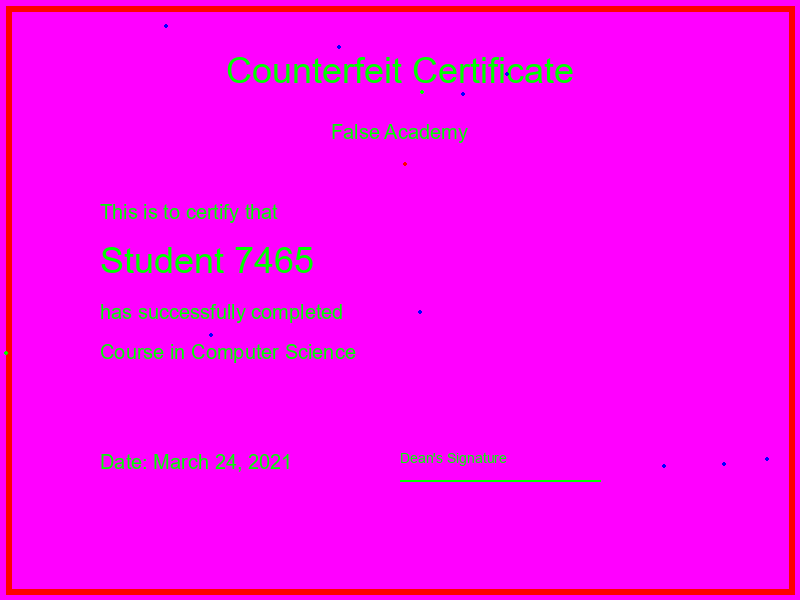 Counterfeit Certificate
False Academy
This is to certify that
Student 7465
has successfully completed
Course in Computer Science
Date: March 24, 2021
Dean's Signature